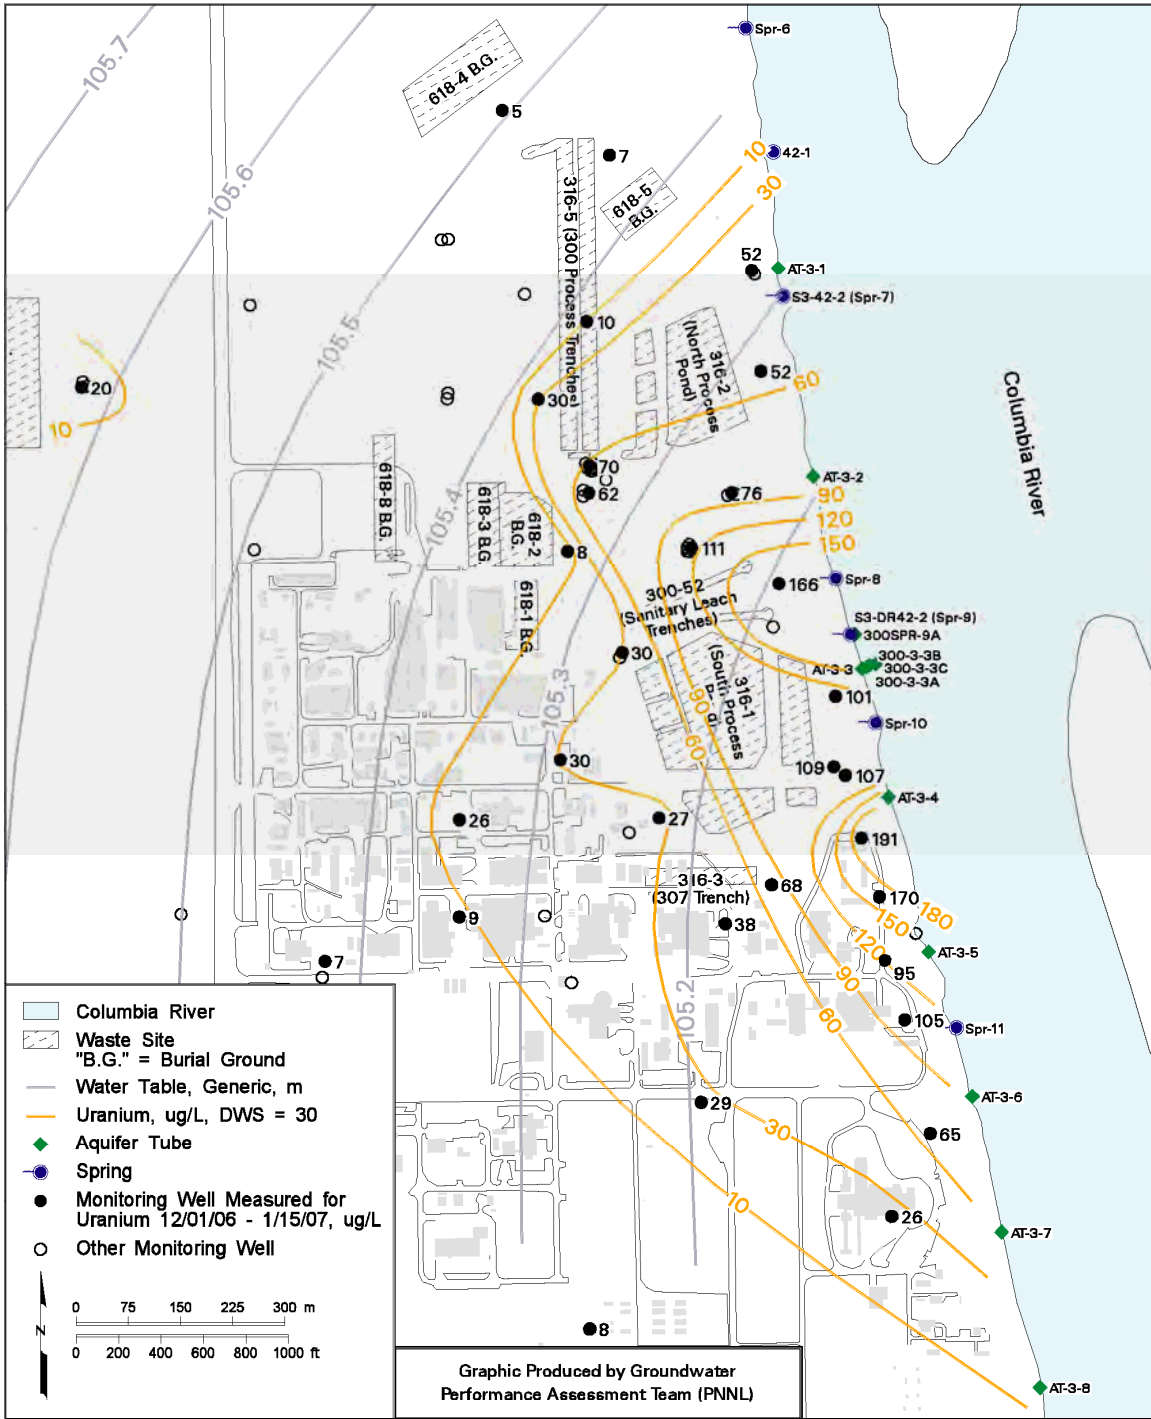 Spr-6
105.7
618-4 B.G.
5
7
10
42-1
30
105.6
618-5
B.G.
316-5 (300 Process Trenches)
52
AT-3-1
S3-42-2 (Spr-7)
10
105.5
316-2
(North Process
Pond)
52
60
20
30
10
Columbia River
70
62
AT-3-2
76
90
120
150
618-8 B.G.
105.4
618-3 B.G.
618-2
B.G.
8
111
166
Spr-8
300-52
(Sanitary Leach
Trenches)
618-1 B.G.
S3-DR42-2 (Spr-9)
300SPR-9A
30
300-3-3B
AT-3-3
300-3-3C
300-3-3A
105.3
316-1
(South Process
90
101
Spr-10
60
30
109
107
AT-3-4
26
27
191
316-3
(307 Trench)
68
170
180
150
9
38
120
7
AT-3-5
95
90
105.2
60
105
Spr-11
AT-3-6
29
30
65
10
26
AT-3-7
8
AT-3-8
Columbia River
Waste Site
"B.G." = Burial Ground
Water Table, Generic, m
Uranium, ug/L, DWS = 30
Aquifer Tube
Spring
Monitoring Well Measured for
Uranium 12/01/06 - 1/15/07, ug/L
Other Monitoring Well
N
0 75 150 225 300 m
0 200 400 600 800 1000 ft
Graphic Produced by Groundwater
Performance Assessment Team (PNNL)